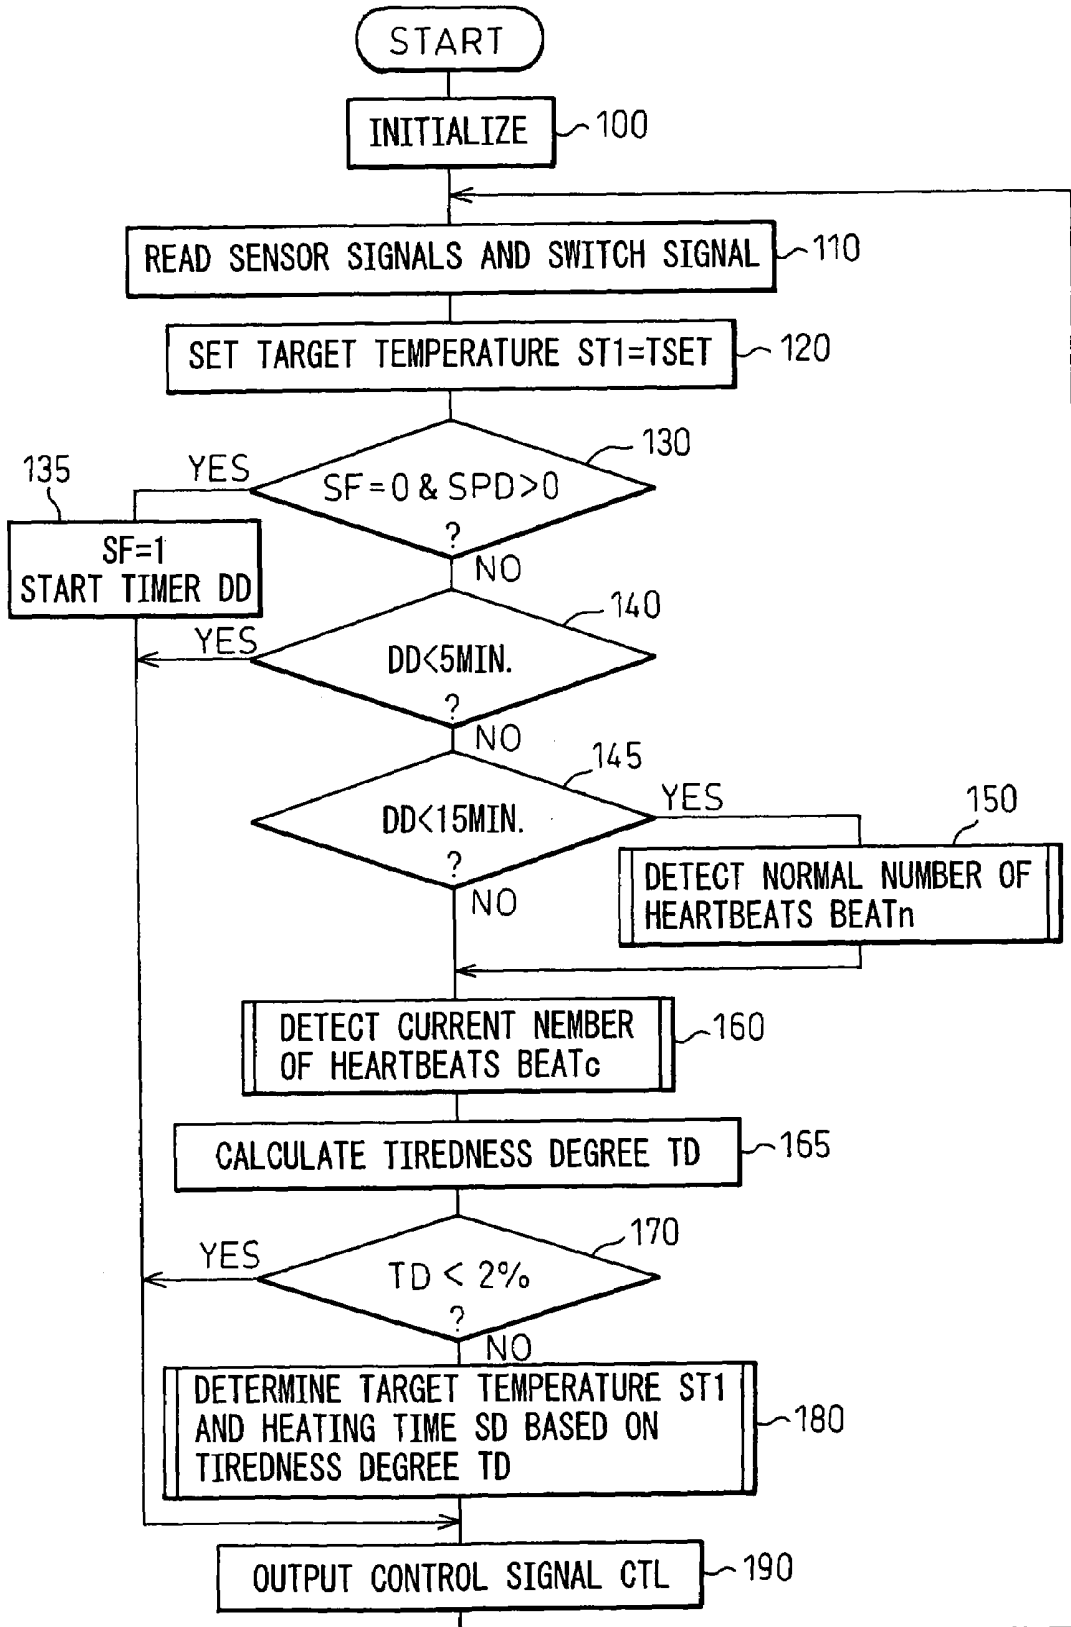 START
INITIALIZE
100
READ SENSOR SIGNALS AND SWITCH SIGNAL
110
SET TARGET TEMPERATURE ST1=TSET
120
130
SF=0 & SPD>0
?
YES
NO
135
SF=1
START TIMER DD
140
DD<5MIN.
?
YES
NO
145
DD<15MIN.
?
YES
NO
150
DETECT NORMAL NUMBER OF
HEARTBEATS BEATn
DETECT CURRENT NEMBER
OF HEARTBEATS BEATc
160
CALCULATE TIREDNESS DEGREE TD
165
170
TD < 2%
?
YES
NO
DETERMINE TARGET TEMPERATURE ST1
AND HEATING TIME SD BASED ON
TIREDNESS DEGREE TD
180
OUTPUT CONTROL SIGNAL CTL
190